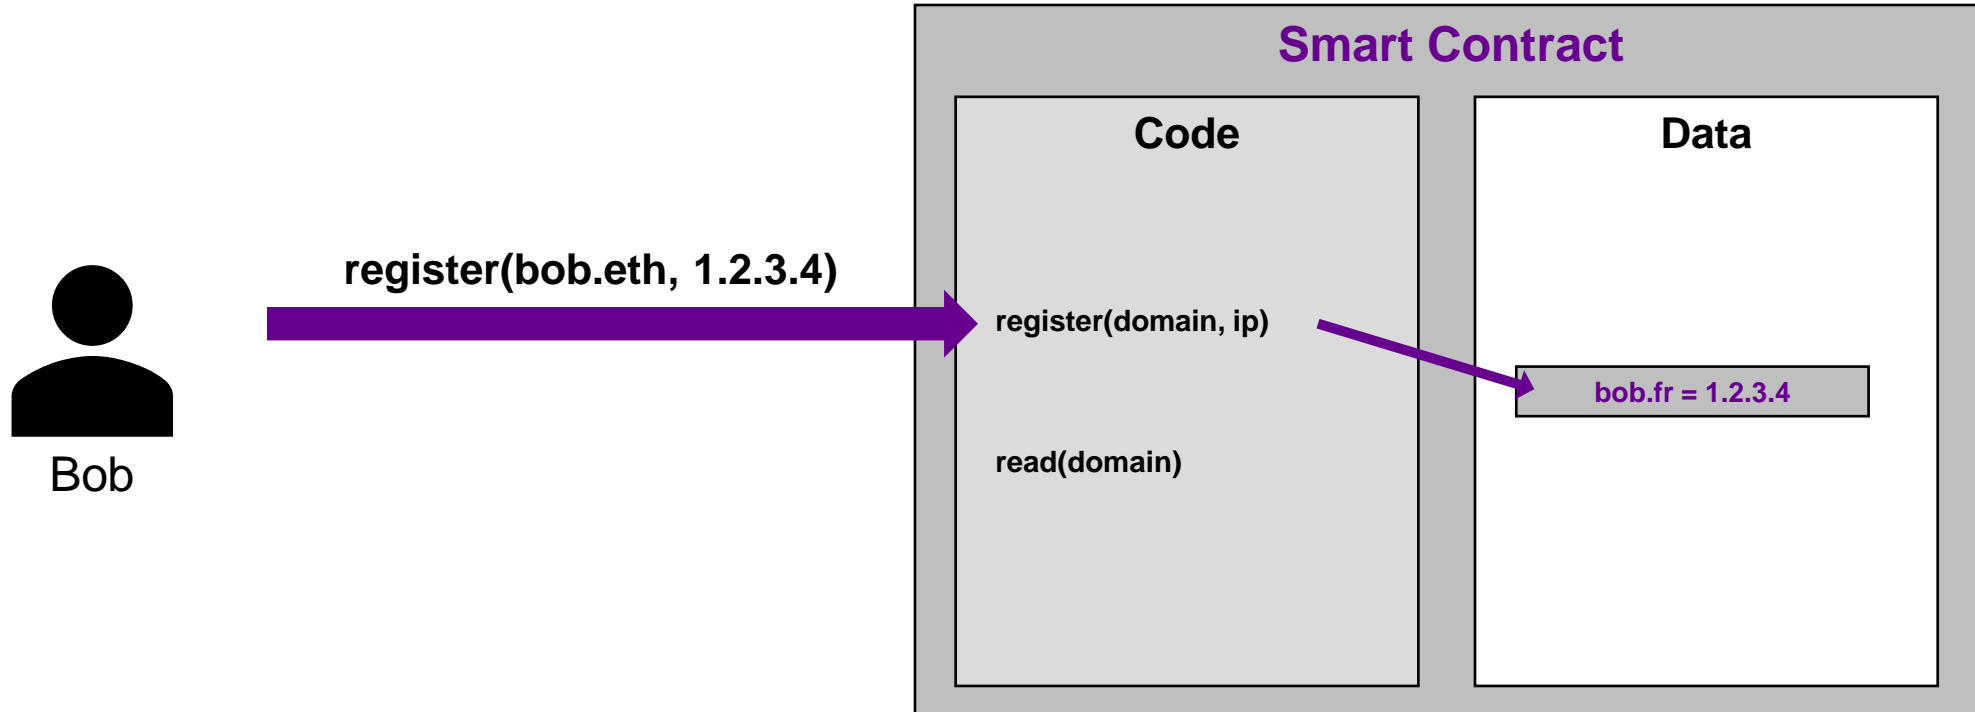 Smart Contract
Code
Data
register(bob.eth, 1.2.3.4)
register(domain, ip)
bob.fr = 1.2.3.4
read(domain)
Bob